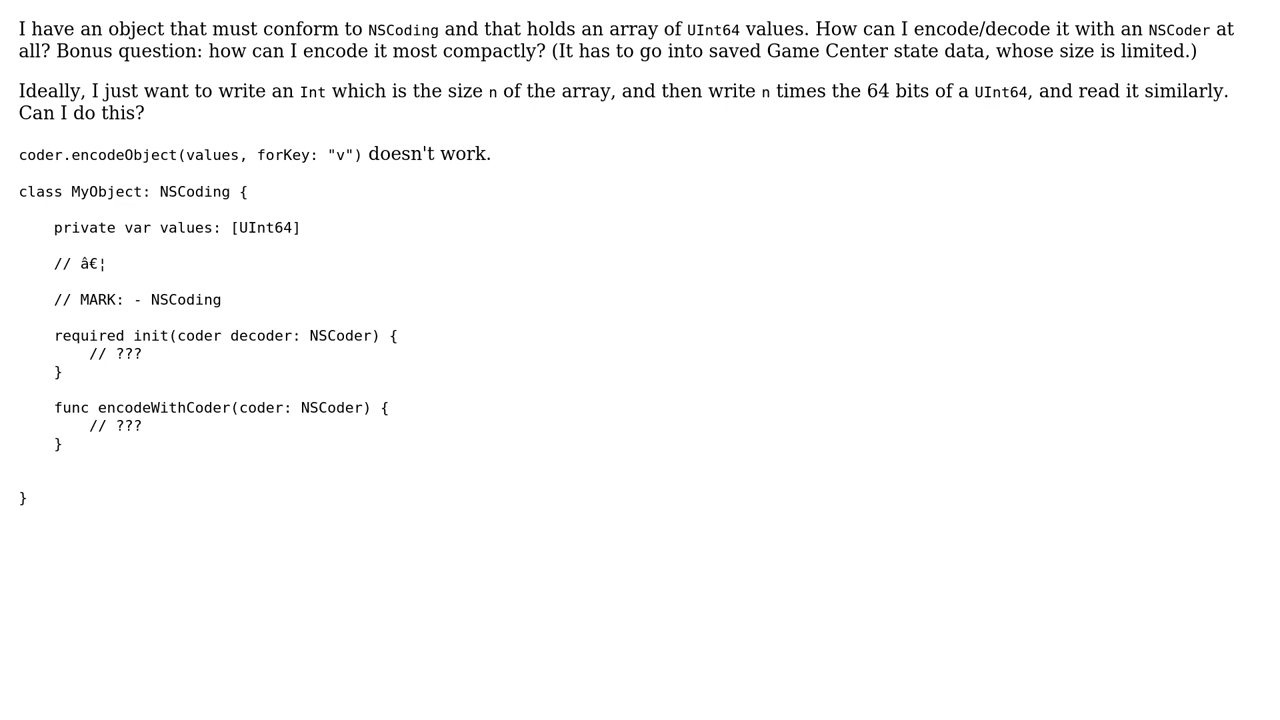 I have an object that must conform to NSCoding and that holds an array of UInt64 values. How can I encode/decode it with an NSCoder at
all? Bonus question: how can I encode it most compactly? (It has to go into saved Game Center state data, whose size is limited.)
Ideally, I just want to write an Int which is the size n of the array, and then write n times the 64 bits of a UInt64, and read it similarly.
Can I do this?
coder.encodeObject(values, forKey: "v") doesn't work.
class MyObject: NSCoding {
    private var values: [UInt64]
    // â€¦
    // MARK: - NSCoding
    required init(coder decoder: NSCoder) {
        // ???
    }
    func encodeWithCoder(coder: NSCoder) {
        // ???
    }
}